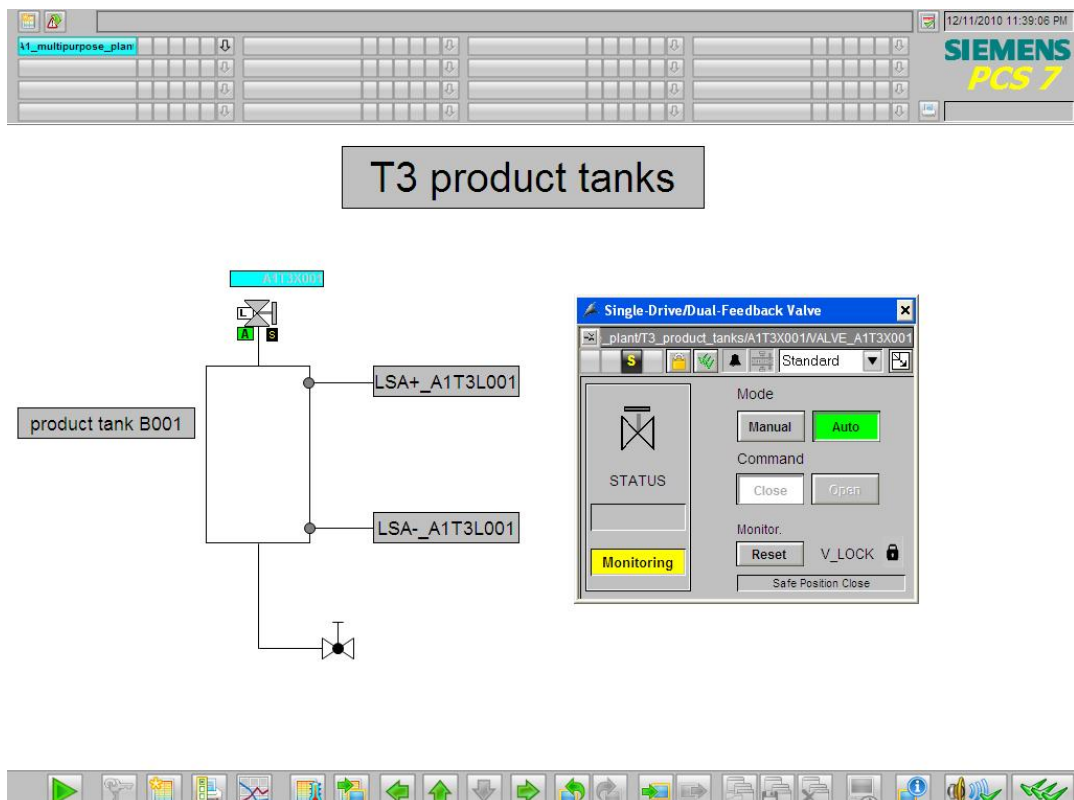 12/11/2010 11:39:06 PM
A1_multipurpose_plan
SIEMENS
PCS 7
T3 product tanks
A1T3X001
L
A S
product tank B001
LSA+_A1T3L001
LSA-_A1T3L001
Single-Drive/Dual-Feedback Valve
_plant/T3_product_tanks/A1T3X001/VALVE_A1T3X001
S
Standard
Mode
Manual Auto
Command
Close Open
STATUS
Monitor.
Monitoring
Reset V_LOCK
Safe Position Close